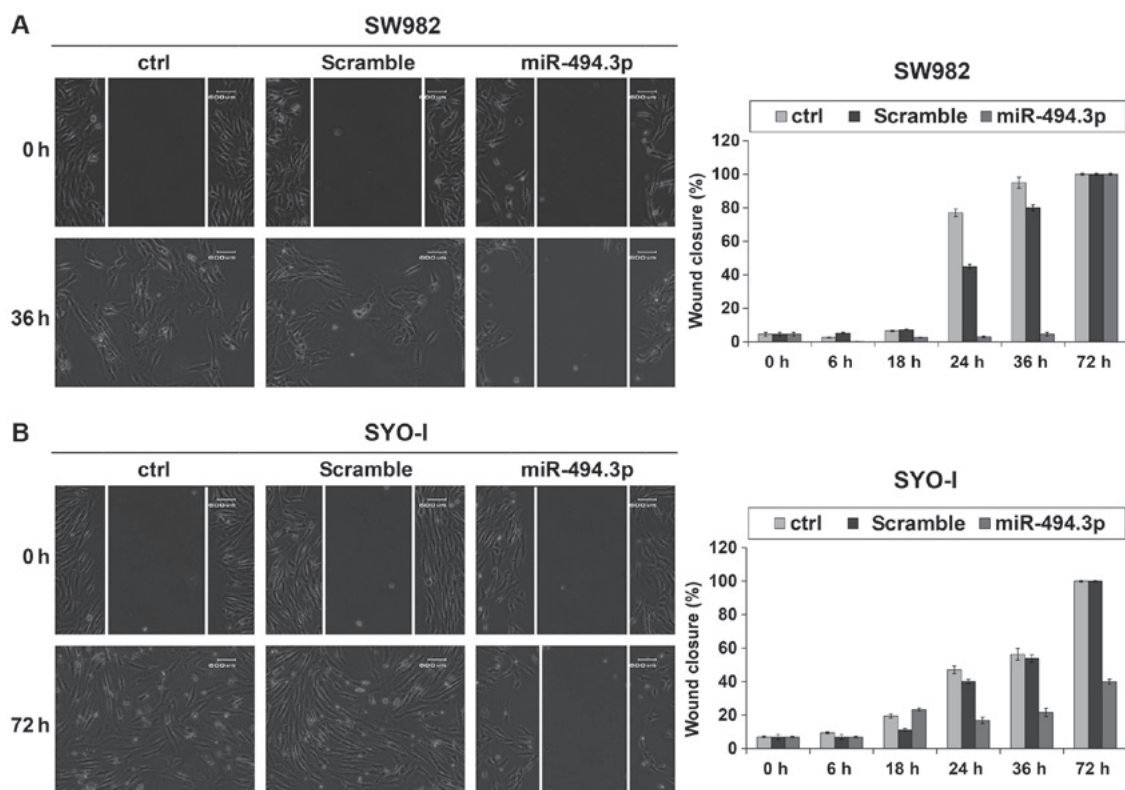 A
SW982
ctrl Scramble miR-494.3p
0 h
36 h
SW982
ctrl Scramble miR-494.3p
Wound closure (%)
120
100
80
60
40
20
0
0 h 6 h 18 h 24 h 36 h 72 h
B
SYO-I
ctrl Scramble miR-494.3p
0 h
72 h
SYO-I
ctrl Scramble miR-494.3p
Wound closure (%)
120
100
80
60
40
20
0
0 h 6 h 18 h 24 h 36 h 72 h